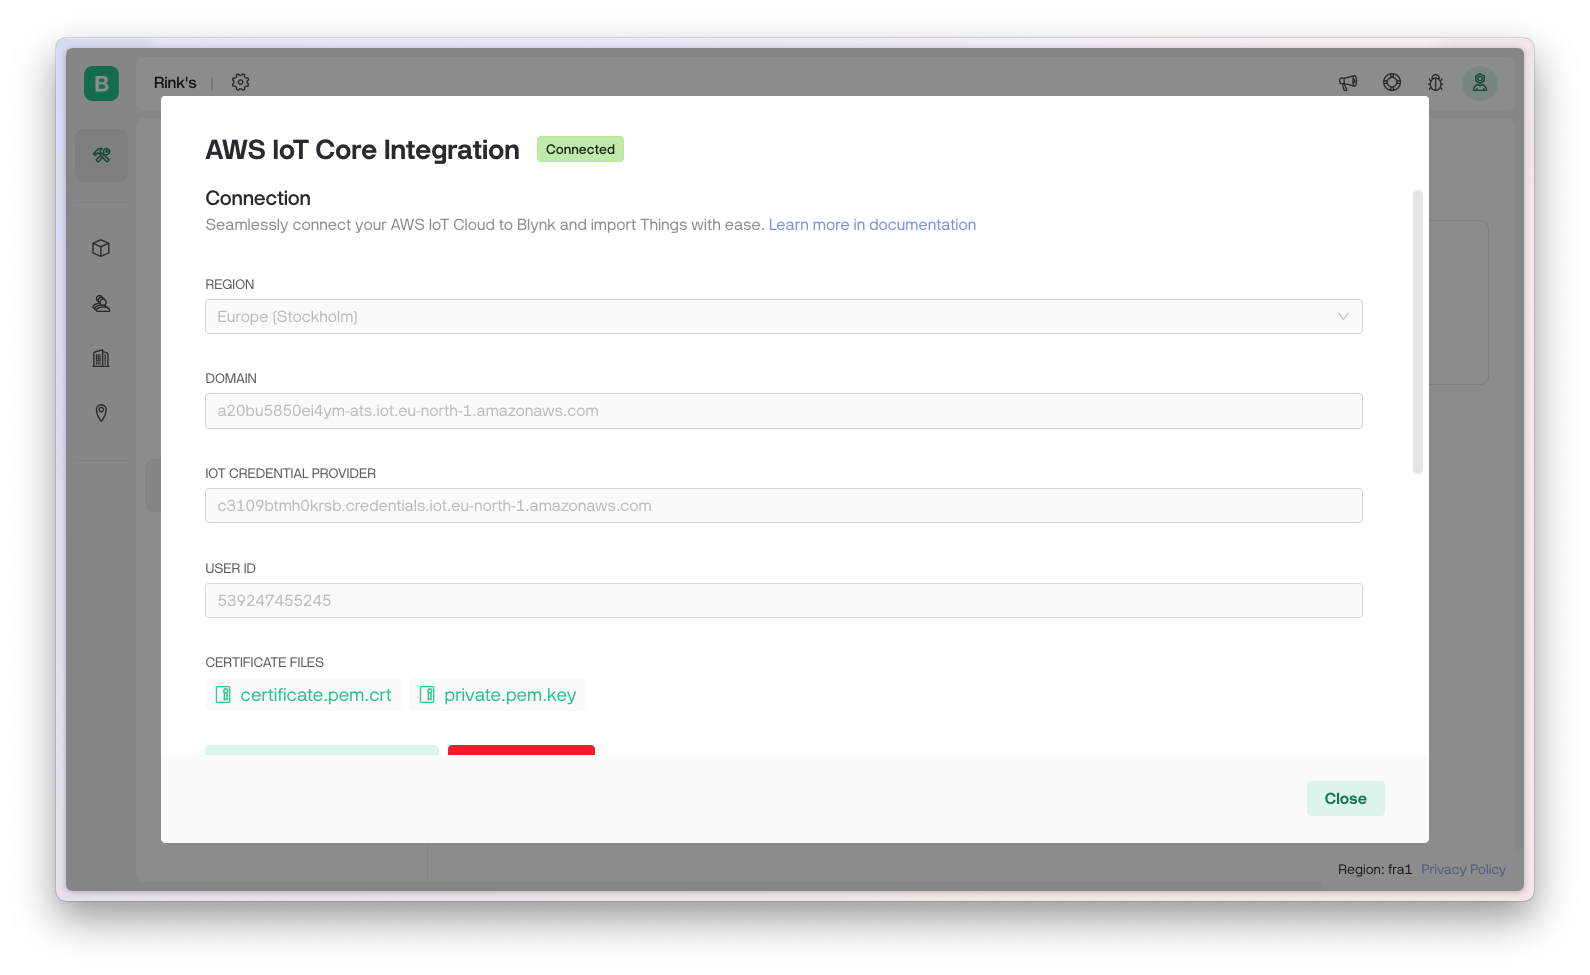 B
Rink's
AWS IoT Core Integration
Connected
Connection
Seamlessly connect your AWS IoT Cloud to Blynk and import Things with ease. Learn more in documentation
REGION
Europe (Stockholm)
DOMAIN
a20bu5850ei4ym-ats.iot.eu-north-1.amazonaws.com
IOT CREDENTIAL PROVIDER
c3109btmh0krsb.credentials.iot.eu-north-1.amazonaws.com
USER ID
539247455245
CERTIFICATE FILES
certificate.pem.crt private.pem.key
Close
Region: fra1 Privacy Policy